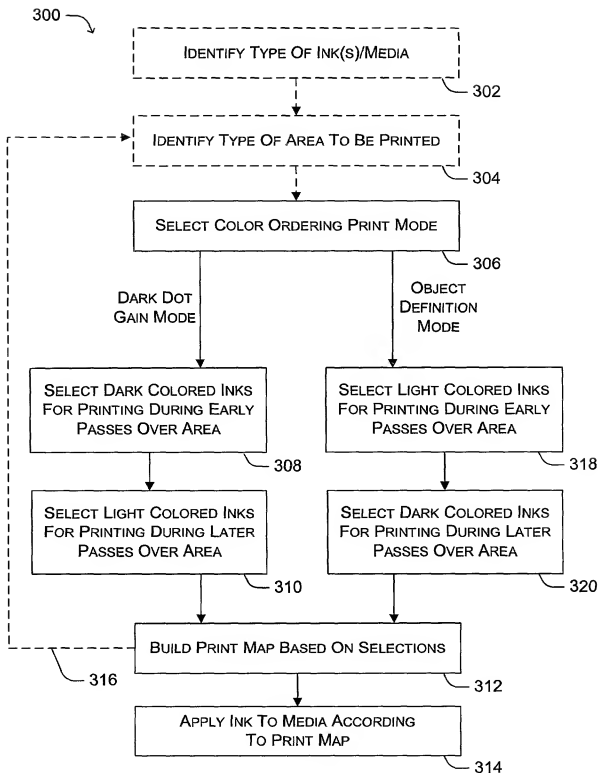 300
IDENTIFY TYPE OF INK(S)/MEDIA
302
IDENTIFY TYPE OF AREA TO BE PRINTED
304
SELECT COLOR ORDERING PRINT MODE
306
DARK DOT
GAIN MODE
OBJECT
DEFINITION
MODE
SELECT DARK COLORED INKS
FOR PRINTING DURING EARLY
PASSES OVER AREA
308
SELECT LIGHT COLORED INKS
FOR PRINTING DURING EARLY
PASSES OVER AREA
318
SELECT LIGHT COLORED INKS
FOR PRINTING DURING LATER
PASSES OVER AREA
310
SELECT DARK COLORED INKS
FOR PRINTING DURING LATER
PASSES OVER AREA
320
BUILD PRINT MAP BASED ON SELECTIONS
316
312
APPLY INK TO MEDIA ACCORDING
TO PRINT MAP
314